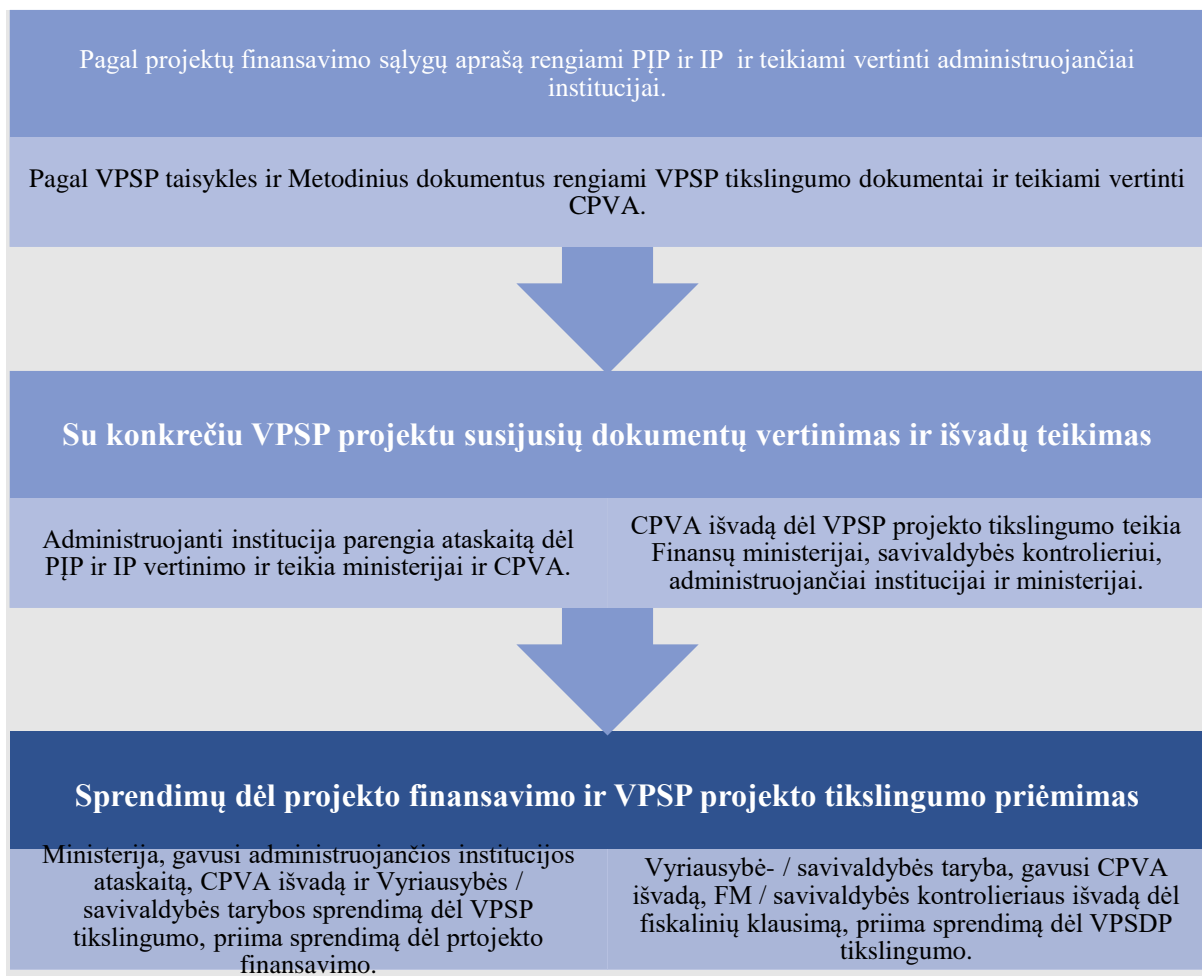 Pagal projektų finansavimo sąlygų aprašą rengiami PĮP ir IP ir teikiami vertinti administruojančiai
institucijai.
Pagal VPSP taisykles ir Metodinius dokumentus rengiami VPSP tikslingumo dokumentai ir teikiami vertinti
CPVA.
Su konkrečiu VPSP projektu susijusių dokumentų vertinimas ir išvadų teikimas
Administruojanti institucija parengia ataskaitą dėl
PĮP ir IP vertinimo ir teikia ministerijai ir CPVA.
CPVA išvadą dėl VPSP projekto tikslingumo teikia
Finansų ministerijai, savivaldybės kontrolieriui,
administruojančiai institucijai ir ministerijai.
Sprendimų dėl projekto finansavimo ir VPSP projekto tikslingumo priėmimas
Ministerija, gavusi administruojančios institucijos
ataskaitą, CPVA išvadą ir Vyriausybės /
savivaldybės tarybos sprendimą dėl VPSP
tikslingumo, priima sprendimą dėl prtojekto
finansavimo.
Vyriausybė- / savivaldybės taryba, gavusi CPVA
išvadą, FM / savivaldybės kontrolieriaus išvadą dėl
fiskalinių klausimą, priima sprendimą dėl VPSDP
tikslingumo.